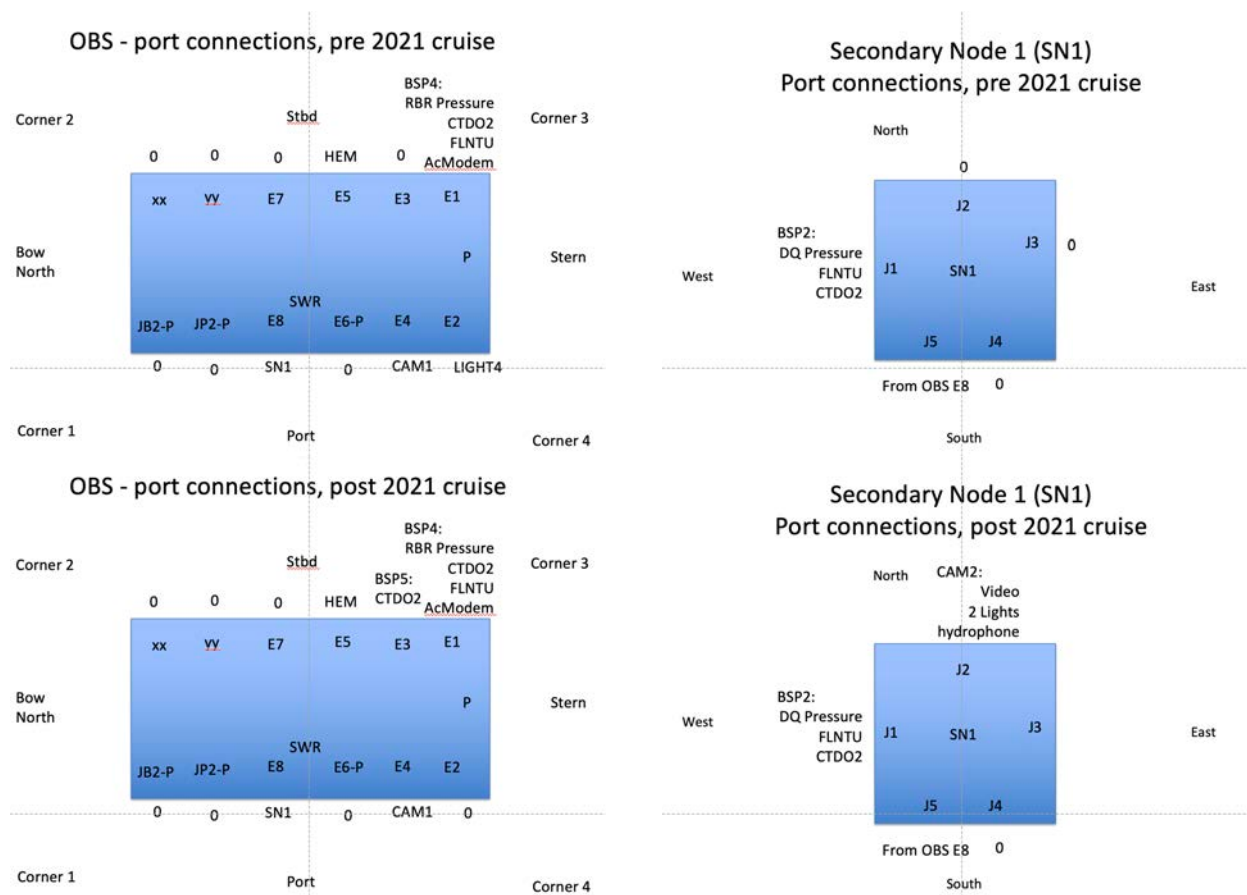 OBS - port connections, pre 2021 cruise
BSP4:
RBR Pressure
CTDO2
FLNTU
AcModem
Corner 2
Stbd
Corner 3
0 0 0 HEM 0
xx yy E7 E5 E3 E1
Bow
North
P
Stern
SWR
JB2-P JP2-P E8 E6-P E4 E2
0 0 SN1 0 CAM1 LIGHT4
Corner 1
Port
Corner 4
Secondary Node 1 (SN1)
Port connections, pre 2021 cruise
North
0
J2
BSP2:
DQ Pressure
FLNTU
CTDO2
J3 0
West
J1 SN1
East
J5 J4
From OBS E8 0
South
OBS - port connections, post 2021 cruise
BSP4:
RBR Pressure
CTDO2
FLNTU
AcModem
Corner 2
Stbd
Corner 3
BSP5:
CTDO2
0 0 0 HEM
xx yy E7 E5 E3 E1
Bow
North
P
Stern
SWR
JB2-P JP2-P E8 E6-P E4 E2
0 0 SN1 0 CAM1 0
Corner 1
Port
Corner 4
Secondary Node 1 (SN1)
Port connections, post 2021 cruise
North
CAM2:
Video
2 Lights
hydrophone
J2
BSP2:
DQ Pressure
FLNTU
CTDO2
West
J1 SN1 J3
East
J5 J4
From OBS E8 0
South